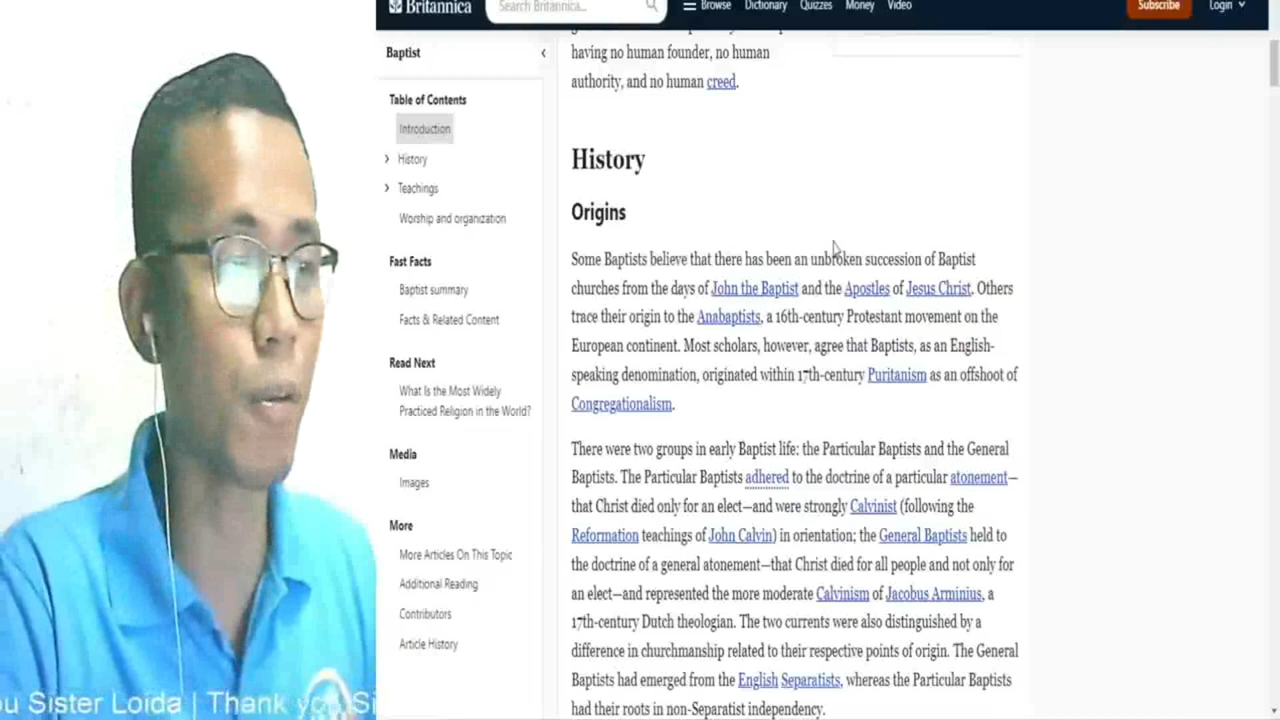 Britannica
Search Britannica...
Browse
Dictionary
Quizzes
Money
Video
Subscribe
Login
Baptist
Table of Contents
Introduction
History
Teachings
Worship and organization
Fast Facts
Baptist summary
Facts & Related Content
Read Next
What Is the Most Widely
Practiced Religion in the World?
Media
Images
More
More Articles On This Topic
Additional Reading
Contributors
Article History
having no human founder, no human
authority, and no human creed.
History
Origins
Some Baptists believe that there has been an unbroken succession of Baptist
churches from the days of John the Baptist and the Apostles of Jesus Christ. Others
trace their origin to the Anabaptists, a 16th-century Protestant movement on the
European continent. Most scholars, however, agree that Baptists, as an English-
speaking denomination, originated within 17th-century Puritanism as an offshoot of
Congregationalism.
There were two groups in early Baptist life: the Particular Baptists and the General
Baptists. The Particular Baptists adhered to the doctrine of a particular atonement—
that Christ died only for an elect—and were strongly Calvinist (following the
Reformation teachings of John Calvin) in orientation; the General Baptists held to
the doctrine of a general atonement—that Christ died for all people and not only for
an elect—and represented the more moderate Calvinism of Jacobus Arminius, a
17th-century Dutch theologian. The two currents were also distinguished by a
difference in churchmanship related to their respective points of origin. The General
Baptists had emerged from the English Separatists, whereas the Particular Baptists
had their roots in non-Separatist independency.
ou Sister Loida | Thank you Si